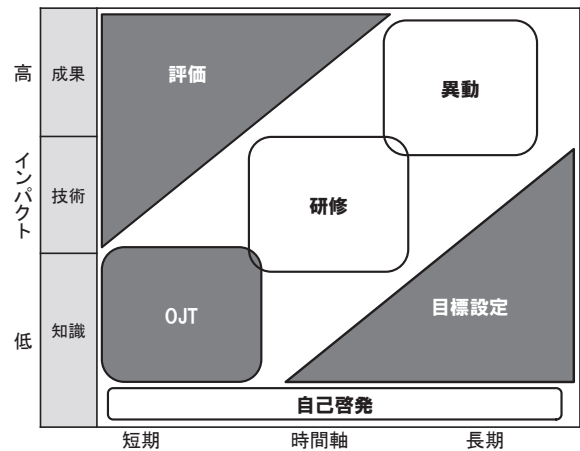 高
成果
評価
異動
インパクト
技術
研修
低
知識
OJT
目標設定
自己啓発
短期
時間軸
長期